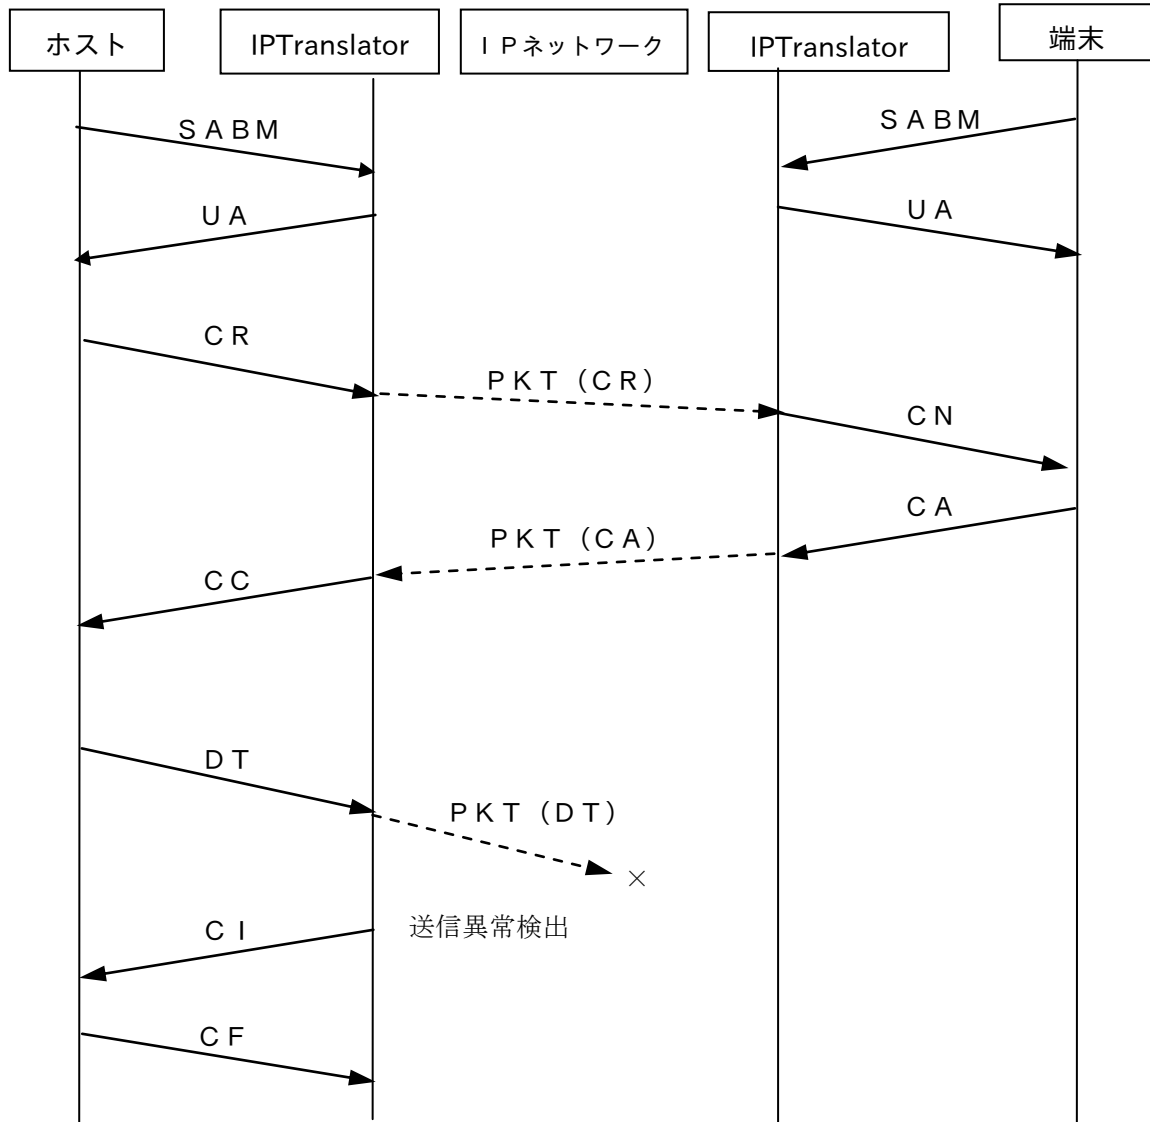 ホスト
IPTranslator
ＩＰネットワーク
IPTranslator
端末
ＳＡＢＭ
ＳＡＢＭ
ＵＡ
ＵＡ
ＣＲ
ＰＫＴ（ＣＲ）
ＣＮ
ＣＡ
ＰＫＴ（ＣＡ）
ＣＣ
ＤＴ
ＰＫＴ（ＤＴ）
×
ＣＩ
送信異常検出
ＣＦ